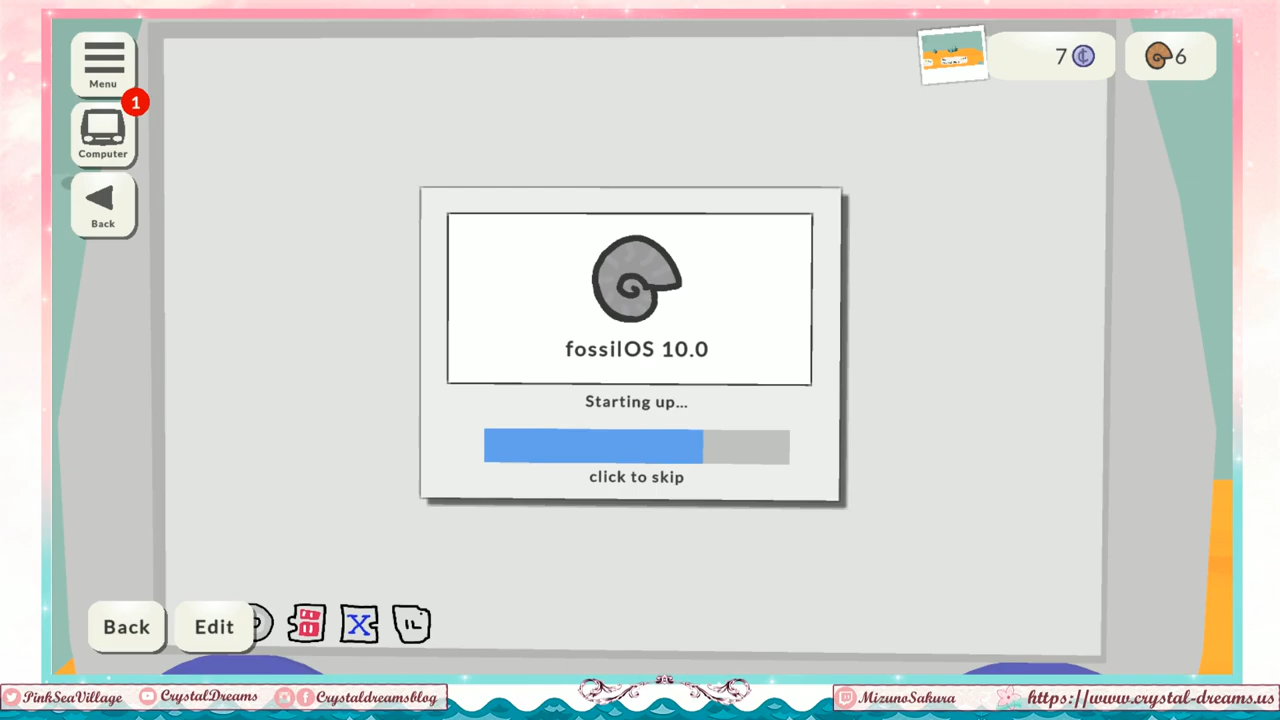 Menu
1
Computer
Back
7
6
fossilOS 10.0
Starting up...
click to skip
Back
Edit
X
PinkSeaVillage
CrystalDreams
Crystaldreamsblog
MizunoSakura
https://www.crystal-dreams.us